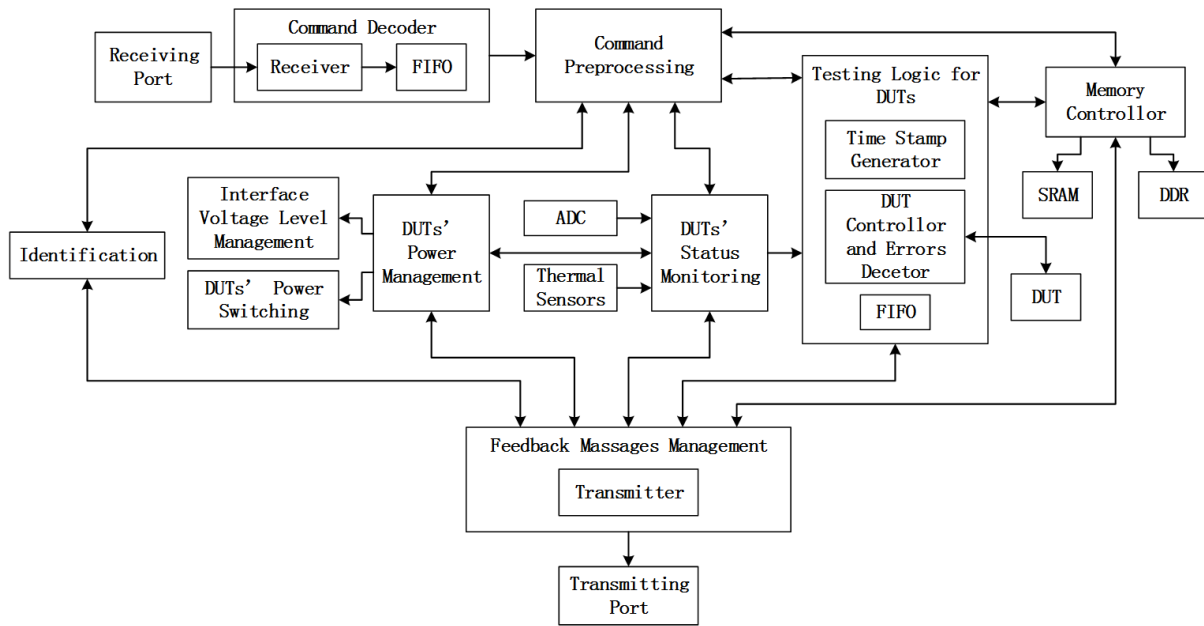 Receiving
Port
Command Decoder
Receiver
FIFO
Command
Preprocessing
Testing Logic for
DUTs
Time Stamp
Generator
DUT
Controllor
and Errors
Decetor
FIFO
Memory
Controllor
SRAM
DDR
DUT
Identification
Interface
Voltage Level
Management
DUTs’ Power
Switching
DUTs’
Power
Management
ADC
Thermal
Sensors
DUTs’
Status
Monitoring
Feedback Massages Management
Transmitter
Transmitting
Port